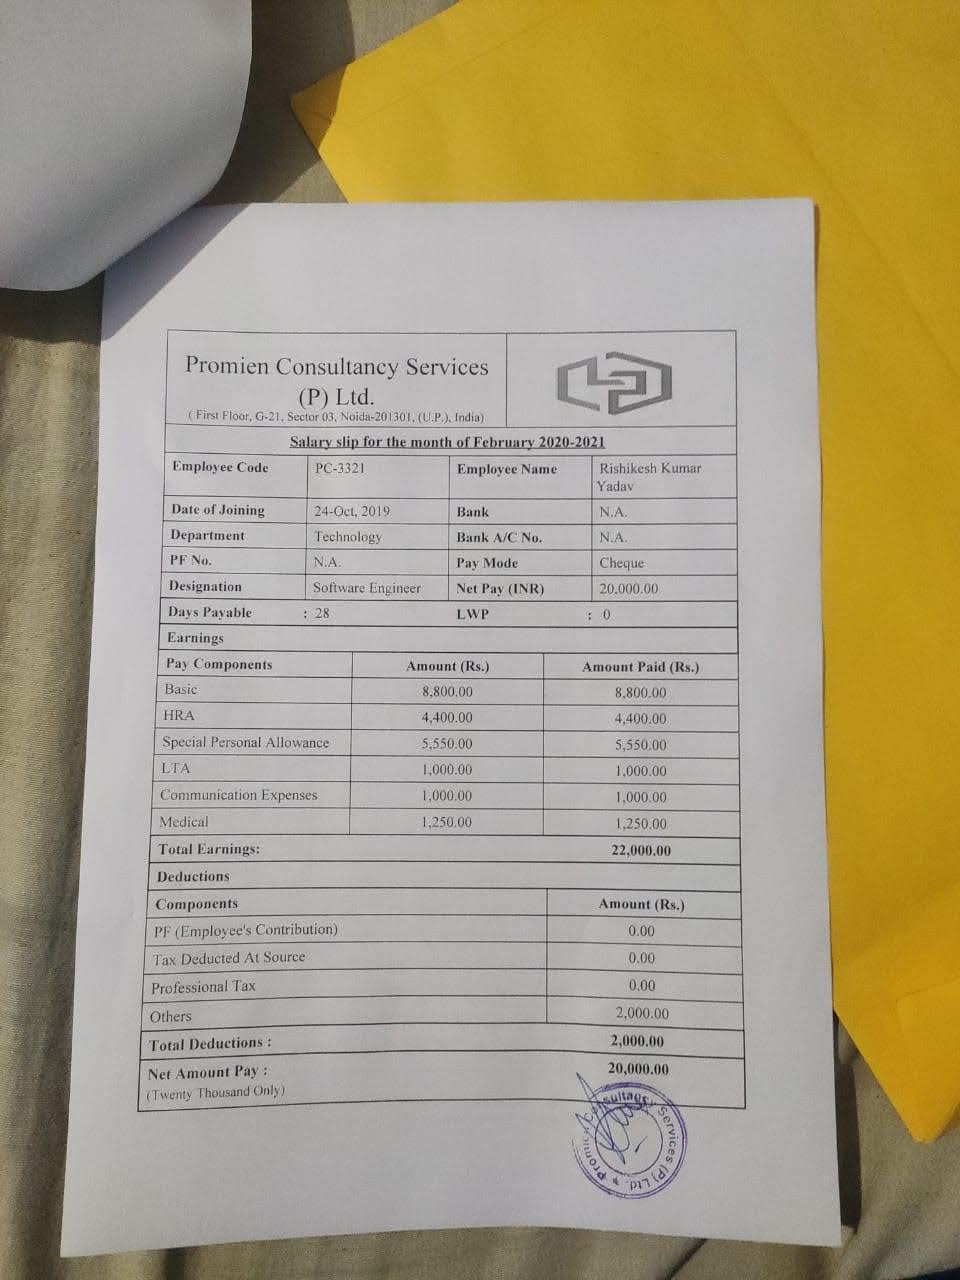 Promien Consultancy Services
(P) Ltd.
( First Floor, G-21, Sector 03, Noida-201301, (U.P.), India)
Salary slip for the month of February 2020-2021
Employee Code PC-3321 Employee Name Rishikesh Kumar
Yadav
Date of Joining 24-Oct, 2019 Bank N.A.
Department Technology Bank A/C No. N.A.
PF No. N.A. Pay Mode Cheque
Designation Software Engineer Net Pay (INR) 20,000.00
Days Payable : 28 LWP : 0
Earnings
Pay Components Amount (Rs.) Amount Paid (Rs.)
Basic 8,800.00 8,800.00
HRA 4,400.00 4,400.00
Special Personal Allowance 5,550.00 5,550.00
LTA 1,000.00 1,000.00
Communication Expenses 1,000.00 1,000.00
Medical 1,250.00 1,250.00
Total Earnings: 22,000.00
Deductions
Components Amount (Rs.)
PF (Employee's Contribution) 0.00
Tax Deducted At Source 0.00
Professional Tax 0.00
Others 2,000.00
Total Deductions : 2,000.00
Net Amount Pay : 20,000.00
(Twenty Thousand Only)
Promien Consultancy Services (P) Ltd.